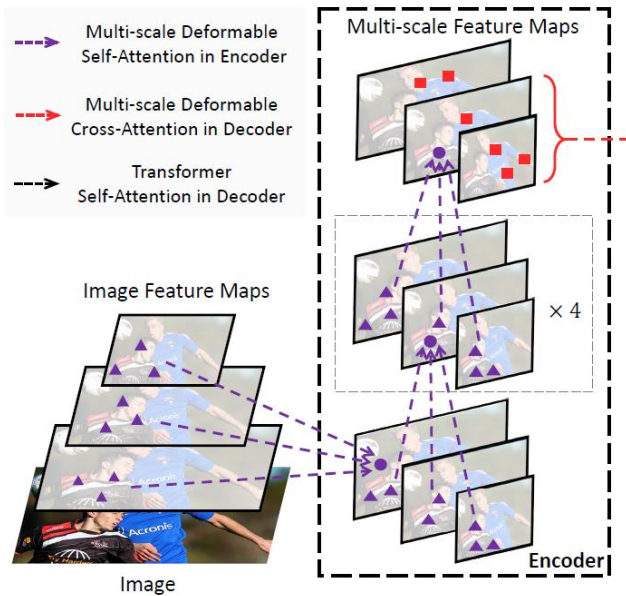 Multi-scale Deformable
Self-Attention in Encoder
Multi-scale Deformable
Cross-Attention in Decoder
Transformer
Self-Attention in Decoder
Multi-scale Feature Maps
× 4
Image Feature Maps
Acronis
Acronis
Encoder
Image